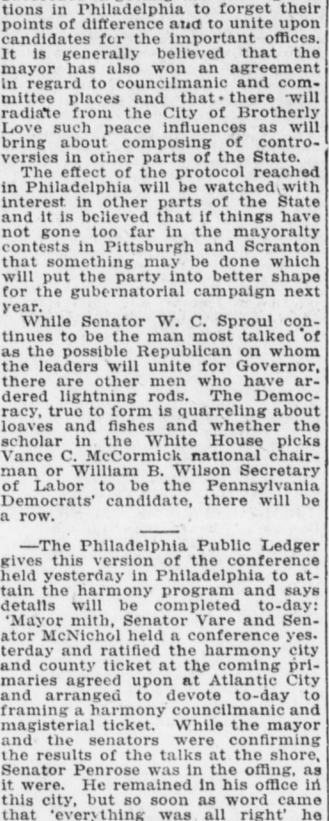 tions in Philadelphia to forget their
points of difference and to unite upon
candidates for the important offices.
It is generally believed that the
mayor has also won an agreement
in regard to councilmanic and com-
mittee places and that there will
radiate from the City of Brotherly
Love such peace influences as will
bring about composing of contro-
versies in other parts of the State.
The effect of the protocol reached
in Philadelphia will be watched with
interest in other parts of the State
and it is believed that if things have
not gone too far in the mayoralty
contests in Pittsburgh and Scranton
that something may be done which
will put the party into better shape
for the gubernatorial campaign next
year.
While Senator W. C. Sproul con-
tinues to be the man most talked of
as the possible Republican on whom
the leaders will unite for Governor,
there are other men who have ar-
dered lightning rods. The Democ-
racy, true to form is quarreling about
loaves and fishes and whether the
scholar in the White House picks
Vance C. McCormick national chair-
man or William B. Wilson Secretary
of Labor to be the Pennsylvania
Democrats' candidate, there will be
a row.
—The Philadelphia Public Ledger
gives this version of the conference
held yesterday in Philadelphia to at-
tain the harmony program and says
details will be completed to-day:
'Mayor mith, Senator Vare and Sen-
ator McNichol held a conference yes-
terday and ratified the harmony city
and county ticket at the coming pri-
maries agreed upon at Atlantic City
and arranged to devote to-day to
framing a harmony councilmanic and
magisterial ticket. While the mayor
and the senators were confirming
the results of the talks at the shore,
Senator Penrose was in the offing, as
it were. He remained in his office in
this city, but so soon as word came
that 'everything was all right' he